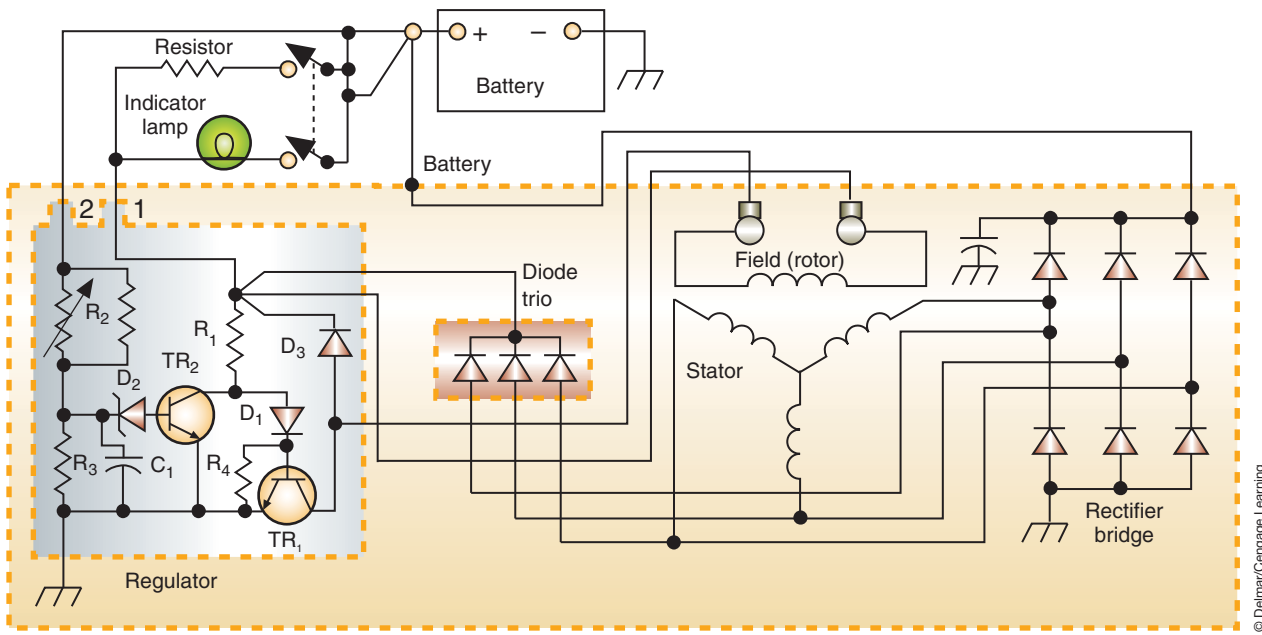 + −
Resistor
Battery
Indicator
lamp
Battery
2 1
Field (rotor)
Diode
trio
R2
R1
D3
TR2
D2
D1
Stator
R3
C1
R4
TR1
Rectifier
bridge
Regulator
© Delmar/Cengage Learning